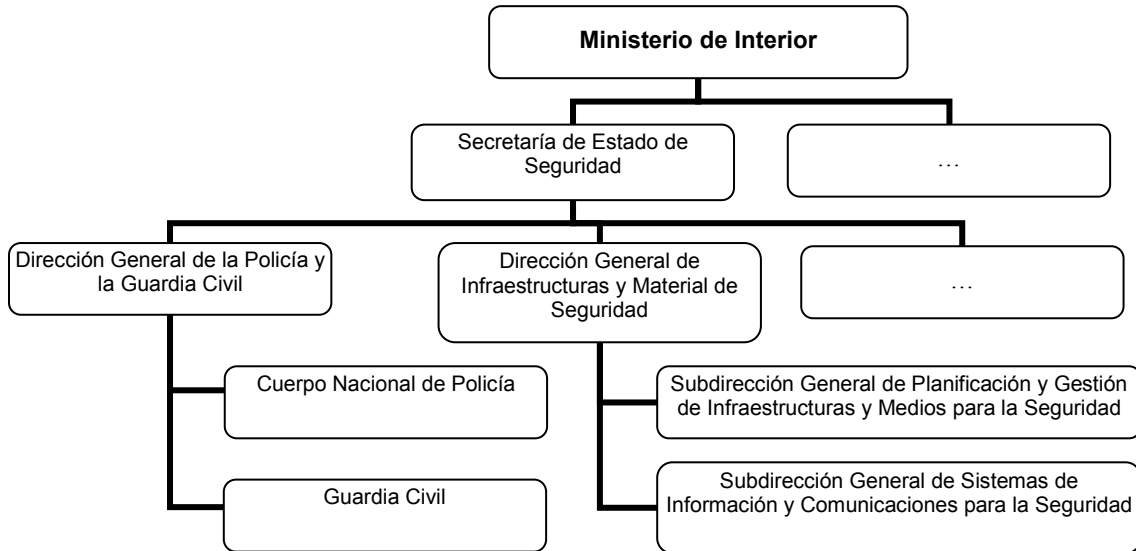 Ministerio de Interior
Secretaría de Estado de
Seguridad
...
Dirección General de la Policía y
la Guardia Civil
Dirección General de
Infraestructuras y Material de
Seguridad
...
Cuerpo Nacional de Policía
Subdirección General de Planificación y Gestión
de Infraestructuras y Medios para la Seguridad
Guardia Civil
Subdirección General de Sistemas de
Información y Comunicaciones para la Seguridad